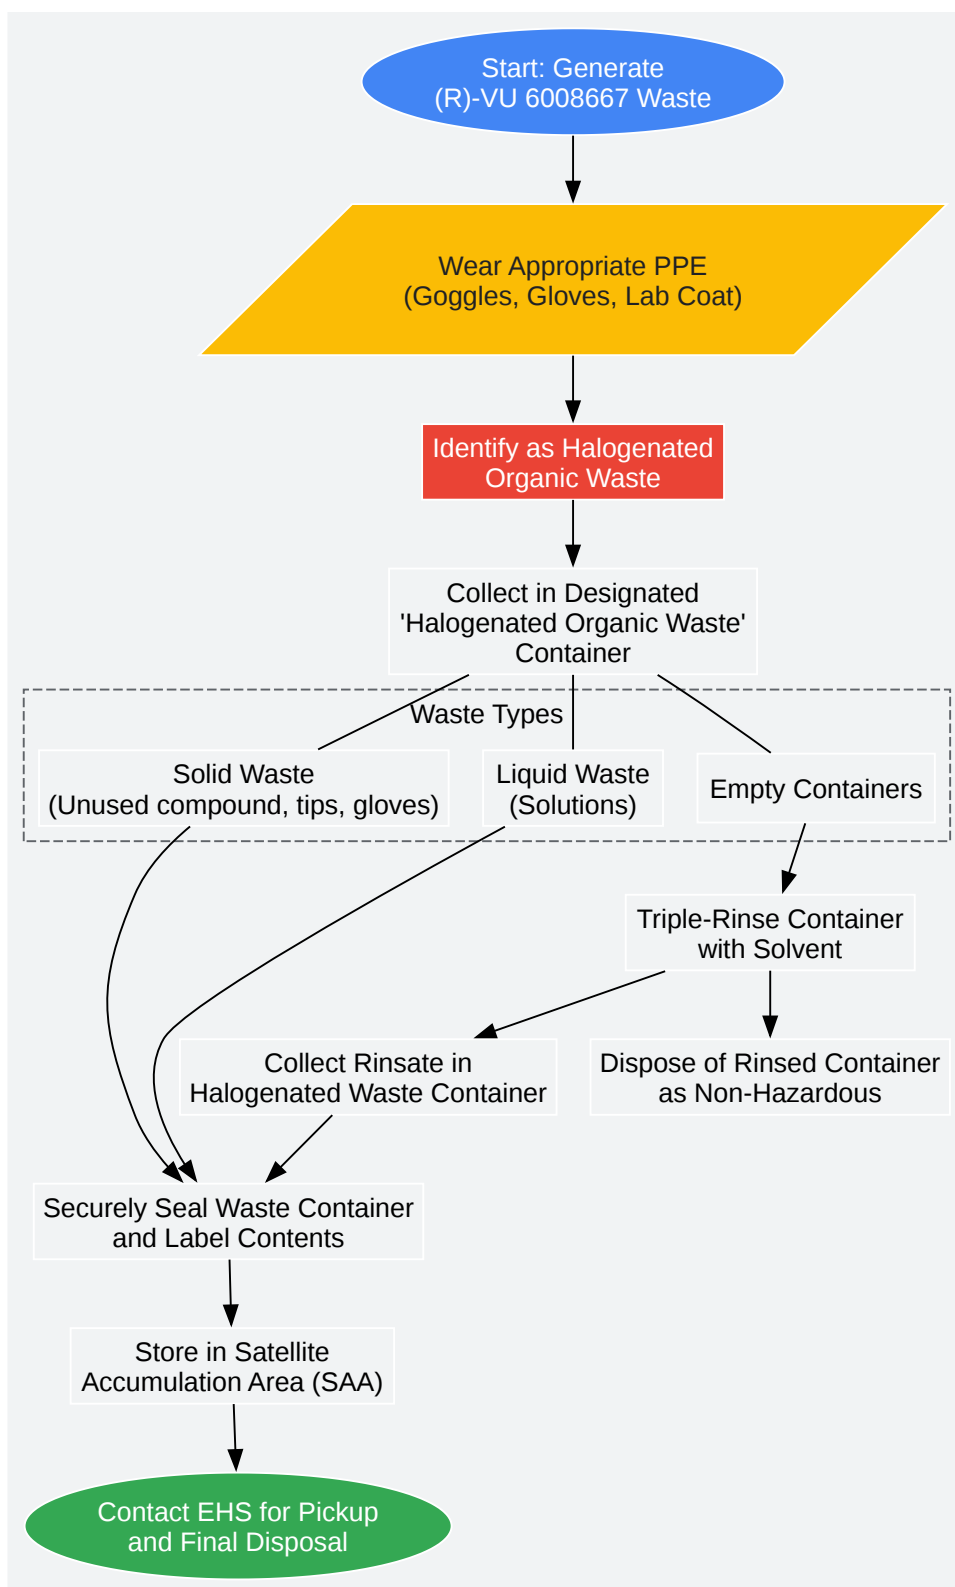 Start: Generate
(R)-VU 6008667 Waste
Wear Appropriate PPE
(Goggles, Gloves, Lab Coat)
Identify as Halogenated
Organic Waste
Collect in Designated
'Halogenated Organic Waste'
Container
Waste Types
Solid Waste
(Unused compound, tips, gloves)
Liquid Waste
(Solutions)
Empty Containers
Triple-Rinse Container
with Solvent
Collect Rinsate in
Halogenated Waste Container
Dispose of Rinsed Container
as Non-Hazardous
Securely Seal Waste Container
and Label Contents
Store in Satellite
Accumulation Area (SAA)
Contact EHS for Pickup
and Final Disposal